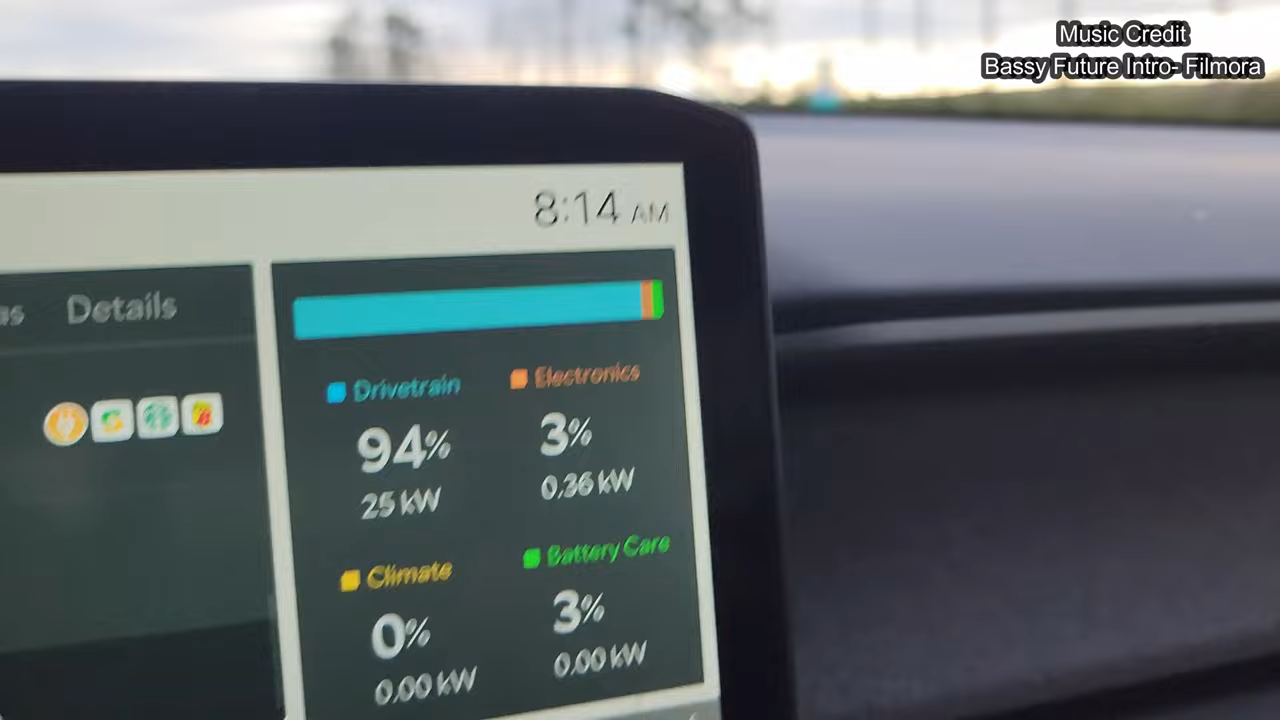 Music Credit
Bassy Future Intro- Filmora
8:14 AM
as Details
Drivetrain
94%
25 kW
Electronics
3%
0.36 kW
Climate
0%
0.00 kW
Battery Care
3%
0.00 kW